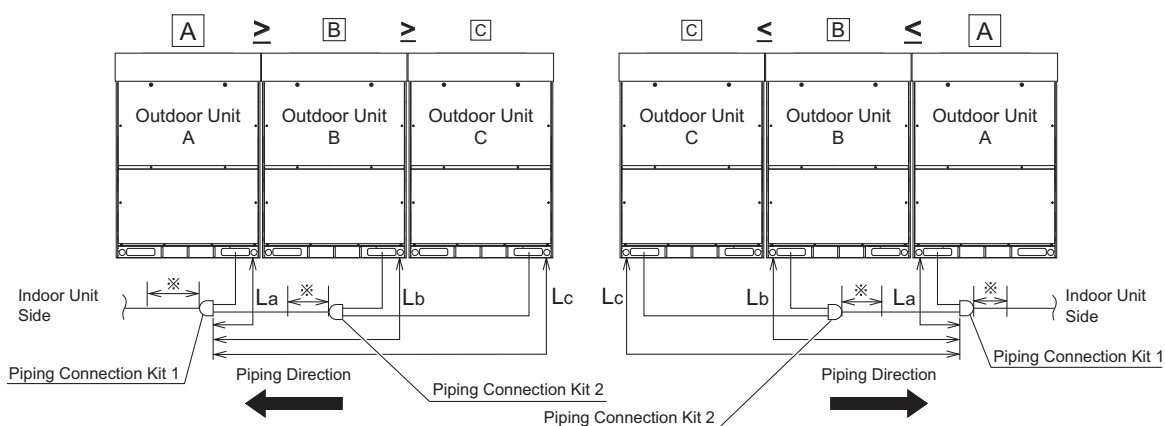 A ≥ B ≥ C
C ≤ B ≤ A
Outdoor Unit
A
Outdoor Unit
B
Outdoor Unit
C
Outdoor Unit
C
Outdoor Unit
B
Outdoor Unit
A
Indoor Unit
Side
※
La
※
Lb
Lc
Lc
Lb
※
La
※
Indoor Unit
Side
Piping Connection Kit 1
Piping Direction
Piping Connection Kit 2
Piping Connection Kit 2
Piping Direction
Piping Connection Kit 1